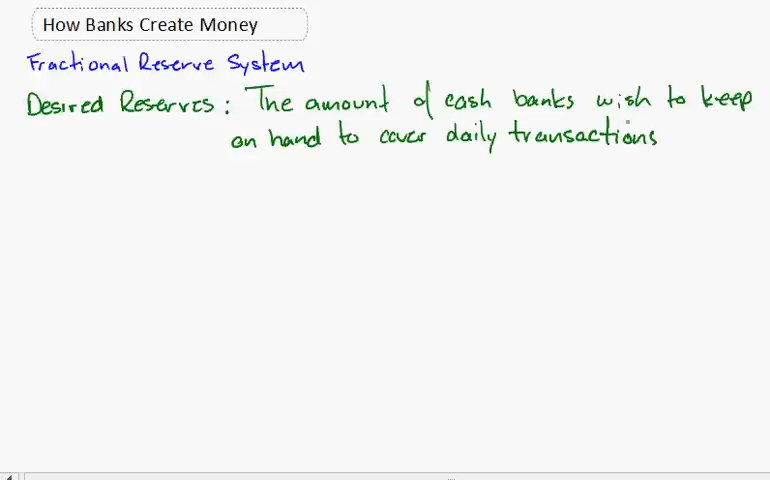 How Banks Create Money
Fractional Reserve System
Desired Reserves: The amount of cash banks wish to keep
on hand to cover daily transactions